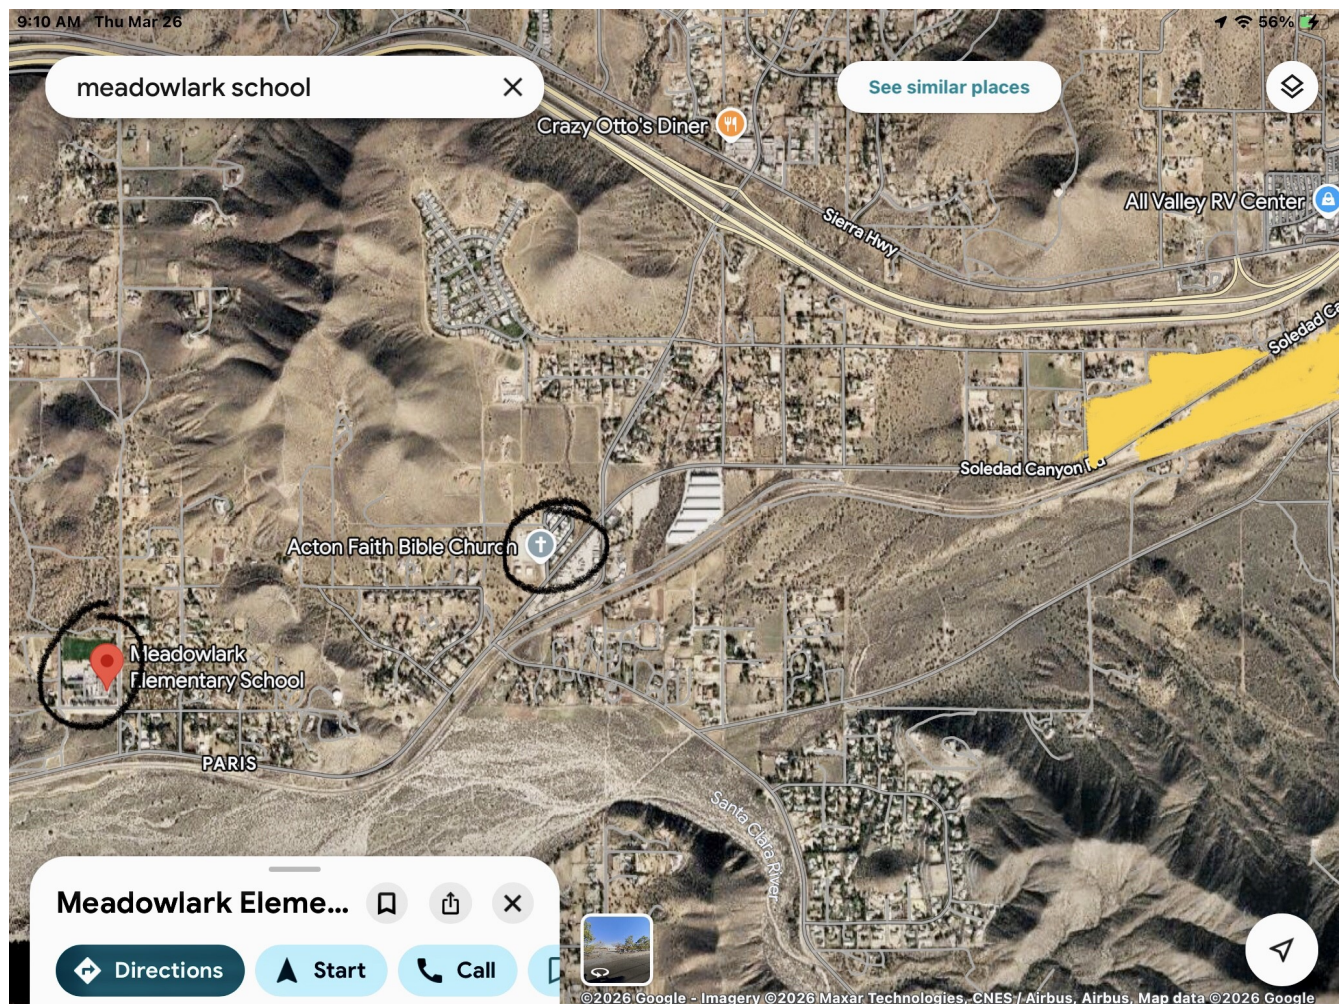 9:10 AM Thu Mar 26
56%
meadowlark school
See similar places
Crazy Otto's Diner
All Valley RV Center
Sierra Hwy
Soledad Ca
Soledad Canyon Rd
Acton Faith Bible Church
Meadowlark
Elementary School
PARIS
Santa Clara River
Meadowlark Eleme...
Directions
Start
Call
©2026 Google - Imagery ©2026 Maxar Technologies, CNES / Airbus, Airbus, Map data ©2026 Google